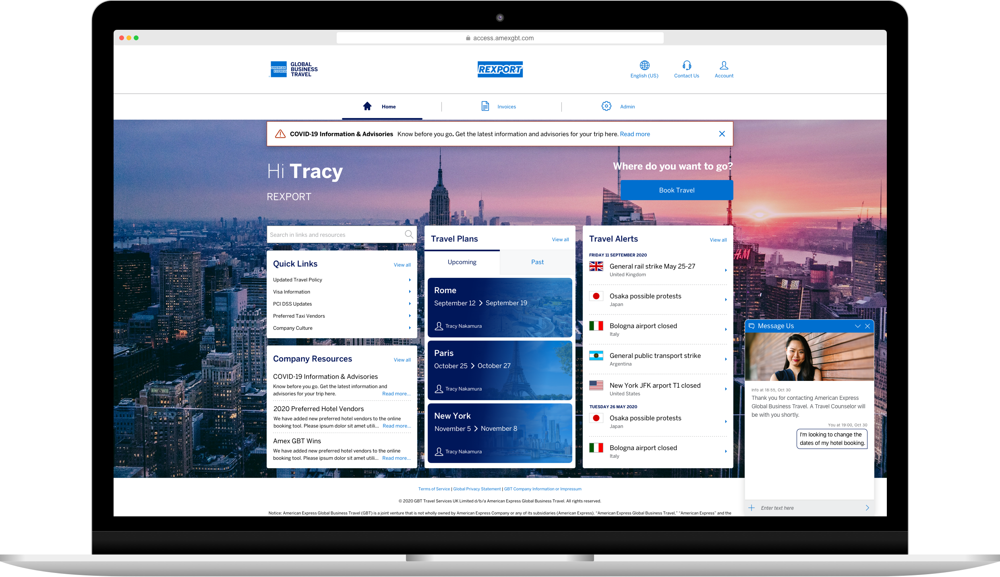 access.amexgbt.com
AMERICAN
EXPRESS
GLOBAL
BUSINESS
TRAVEL
REXPORT
English (US)
Contact Us
Account
Home
Invoices
Admin
COVID-19 Information & Advisories Know before you go. Get the latest information and advisories for your trip here. Read more
Hi Tracy
REXPORT
Where do you want to go?
Book Travel
Search in links and resources
Quick Links
View all
Updated Travel Policy
Visa Information
PCI DSS Updates
Preferred Taxi Vendors
Company Culture
Company Resources
View all
COVID-19 Information & Advisories
Know before you go. Get the latest information and
advisories for your trip here. Read more...
2020 Preferred Hotel Vendors
We have added new preferred hotel vendors to the online
booking tool. Please ipsum dolor sit amet utili... Read more...
Amex GBT Wins
We have added new preferred hotel vendors to the online
booking tool. Please ipsum dolor sit amet utili... Read more...
Travel Plans
View all
Upcoming
Past
Rome
September 12 > September 19
Tracy Nakamura
Paris
October 25 > October 27
Tracy Nakamura
New York
November 5 > November 8
Tracy Nakamura
Travel Alerts
View all
FRIDAY 11 SEPTEMBER 2020
General rail strike May 25-27
United Kingdom
Osaka possible protests
Japan
Bologna airport closed
Italy
General public transport strike
Argentina
New York JFK arport T1 closed
United States
TUESDAY 26 MAY 2020
Osaka possible protests
Japan
Bologna airport closed
Italy
H&M
Message Us
Info at 18:55, Oct 30
Thank you for contacting American Express
Global Business Travel. A Travel Counselor will
be with you shortly.
You at 19:00, Oct 30
I'm looking to change the
dates of my hotel booking.
Enter text here
Terms of Service | Global Privacy Statement | GBT Company Information or Impressum
© 2020 GBT Travel Services UK Limited d/b/a American Express Global Business Travel. All rights reserved.
Notice: American Express Global Business Travel (GBT) is a joint venture that is not wholly owned by American Express Company or any of its subsidiaries (American Express). “American Express Global Business Travel,” “American Express” and the